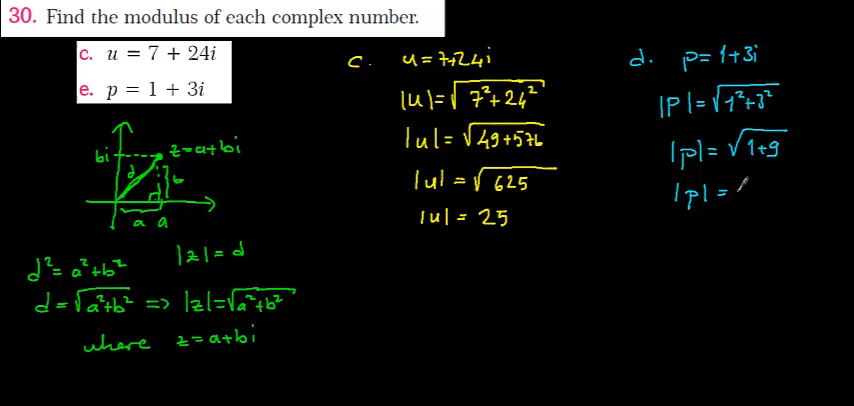 30. Find the modulus of each complex number.
c. u = 7 + 24i
e. p = 1 + 3i
bi
z=a+bi
d
b
a a
d²=a²+b²
|z|=d
d=√a²+b² => |z|=√a²+b²
where z=a+bi
c. u=7+24i
|u|=√7²+24²
|u|=√49+576
|u|=√625
|u|=25
d. p=1+3i
|p|=√1²+3²
|p|=√1+9
|p|=